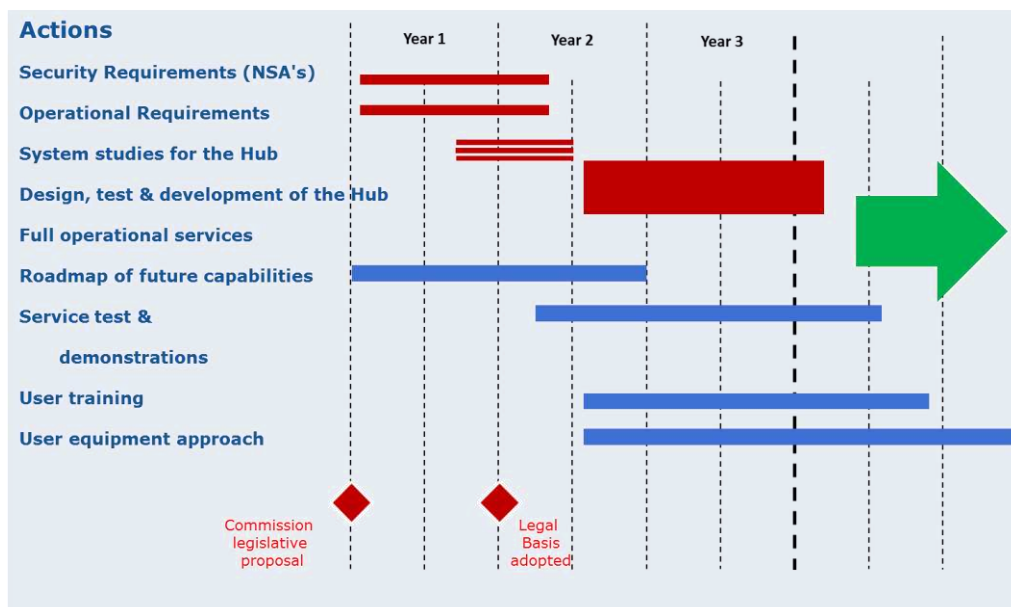 Actions
Year 1
Year 2
Year 3
Security Requirements (NSA's)
Operational Requirements
System studies for the Hub
Design, test & development of the Hub
Full operational services
Roadmap of future capabilities
Service test &
demonstrations
User training
User equipment approach
Commission
legislative
proposal
Legal
Basis
adopted